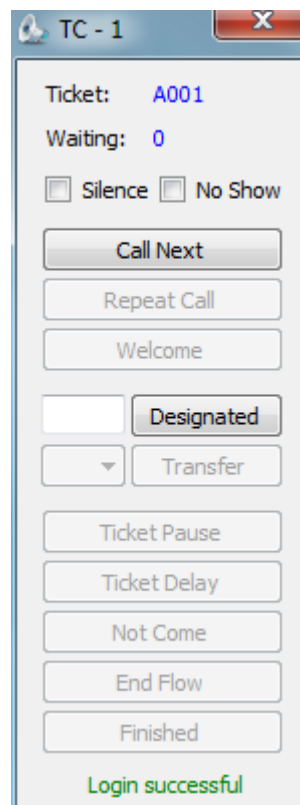 TC - 1
Ticket: A001
Waiting: 0
Silence No Show
Call Next
Repeat Call
Welcome
Designated
Transfer
Ticket Pause
Ticket Delay
Not Come
End Flow
Finished
Login successful